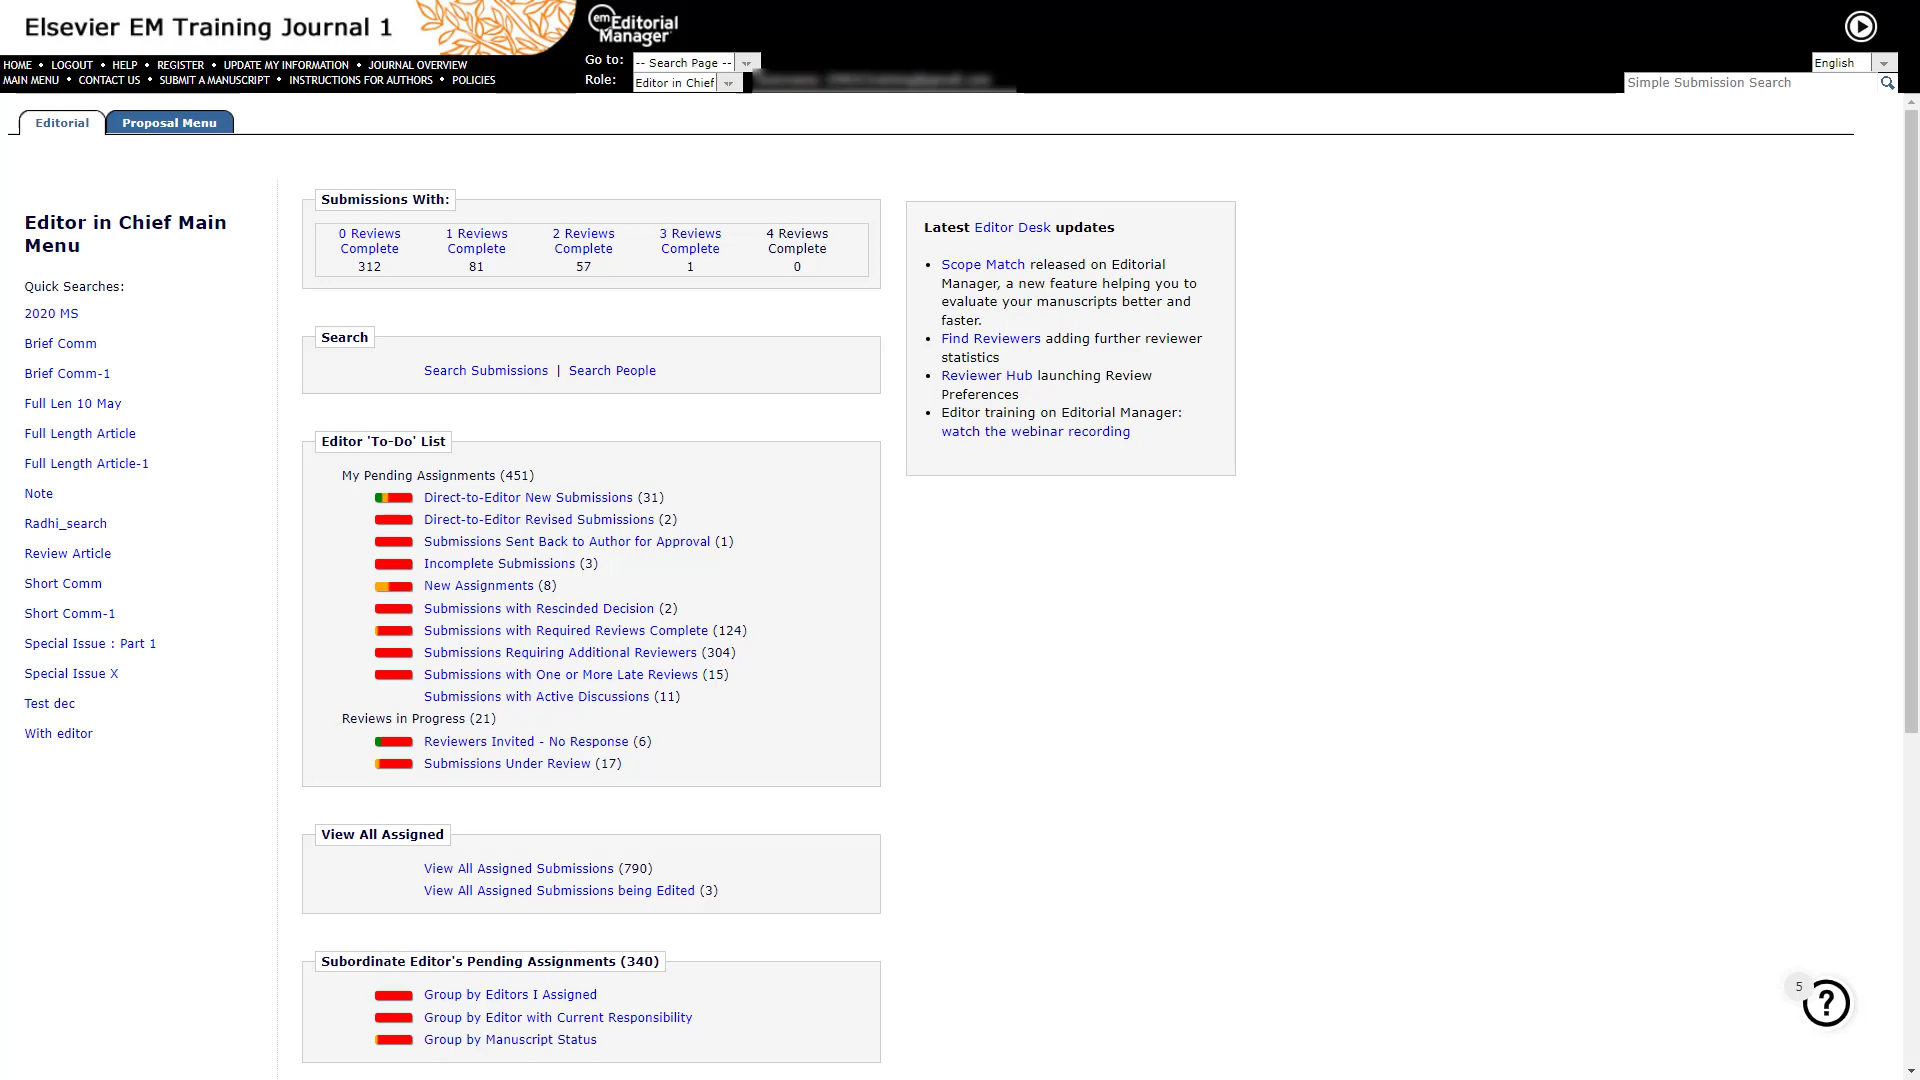 Elsevier EM Training Journal 1
em Editorial Manager
HOME • LOGOUT • HELP • REGISTER • UPDATE MY INFORMATION • JOURNAL OVERVIEW
MAIN MENU • CONTACT US • SUBMIT A MANUSCRIPT • INSTRUCTIONS FOR AUTHORS • POLICIES
Go to: -- Search Page --
Role: Editor in Chief
English
Simple Submission Search
Editorial
Proposal Menu
Editor in Chief Main
Menu
Quick Searches:
2020 MS
Brief Comm
Brief Comm-1
Full Len 10 May
Full Length Article
Full Length Article-1
Note
Radhi_search
Review Article
Short Comm
Short Comm-1
Special Issue : Part 1
Special Issue X
Test dec
With editor
Submissions With:
0 Reviews Complete 1 Reviews Complete 2 Reviews Complete 3 Reviews Complete 4 Reviews Complete
312 81 57 1 0
Search
Search Submissions | Search People
Editor 'To-Do' List
My Pending Assignments (451)
Direct-to-Editor New Submissions (31)
Direct-to-Editor Revised Submissions (2)
Submissions Sent Back to Author for Approval (1)
Incomplete Submissions (3)
New Assignments (8)
Submissions with Rescinded Decision (2)
Submissions with Required Reviews Complete (124)
Submissions Requiring Additional Reviewers (304)
Submissions with One or More Late Reviews (15)
Submissions with Active Discussions (11)
Reviews in Progress (21)
Reviewers Invited - No Response (6)
Submissions Under Review (17)
View All Assigned
View All Assigned Submissions (790)
View All Assigned Submissions being Edited (3)
Subordinate Editor's Pending Assignments (340)
Group by Editors I Assigned
Group by Editor with Current Responsibility
Group by Manuscript Status
Latest Editor Desk updates
• Scope Match released on Editorial
Manager, a new feature helping you to
evaluate your manuscripts better and
faster.
• Find Reviewers adding further reviewer
statistics
• Reviewer Hub launching Review
Preferences
• Editor training on Editorial Manager:
watch the webinar recording
5
?